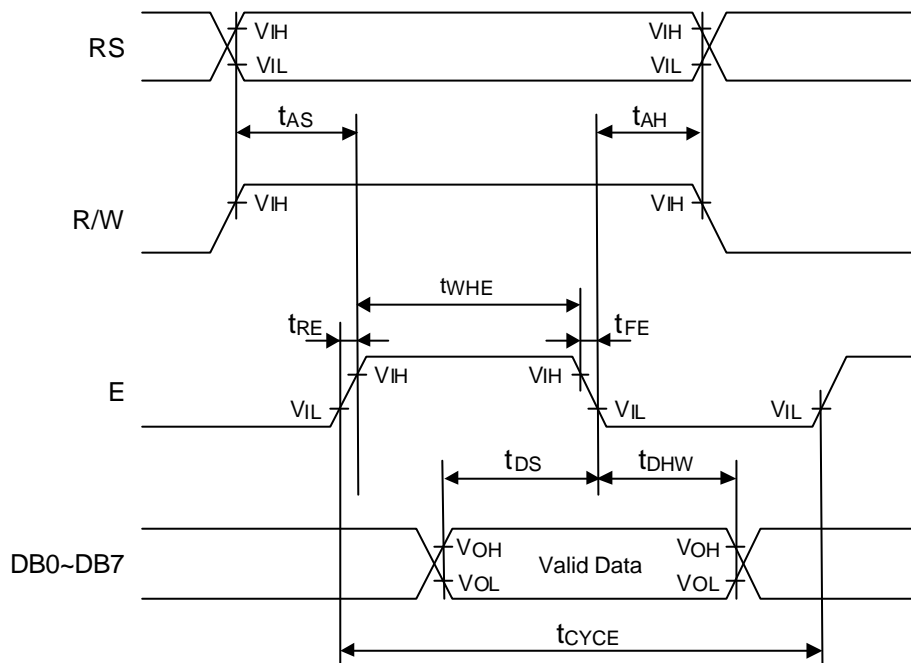 RS
VIH
VIH
VIL
VIL
tAS
tAH
R/W
VIH
VIH
tWHE
tRE
tFE
E
VIH
VIH
VIL
VIL
VIL
tDS
tDHW
DB0~DB7
VOH
VOH
Valid Data
VOL
VOL
tCYCE